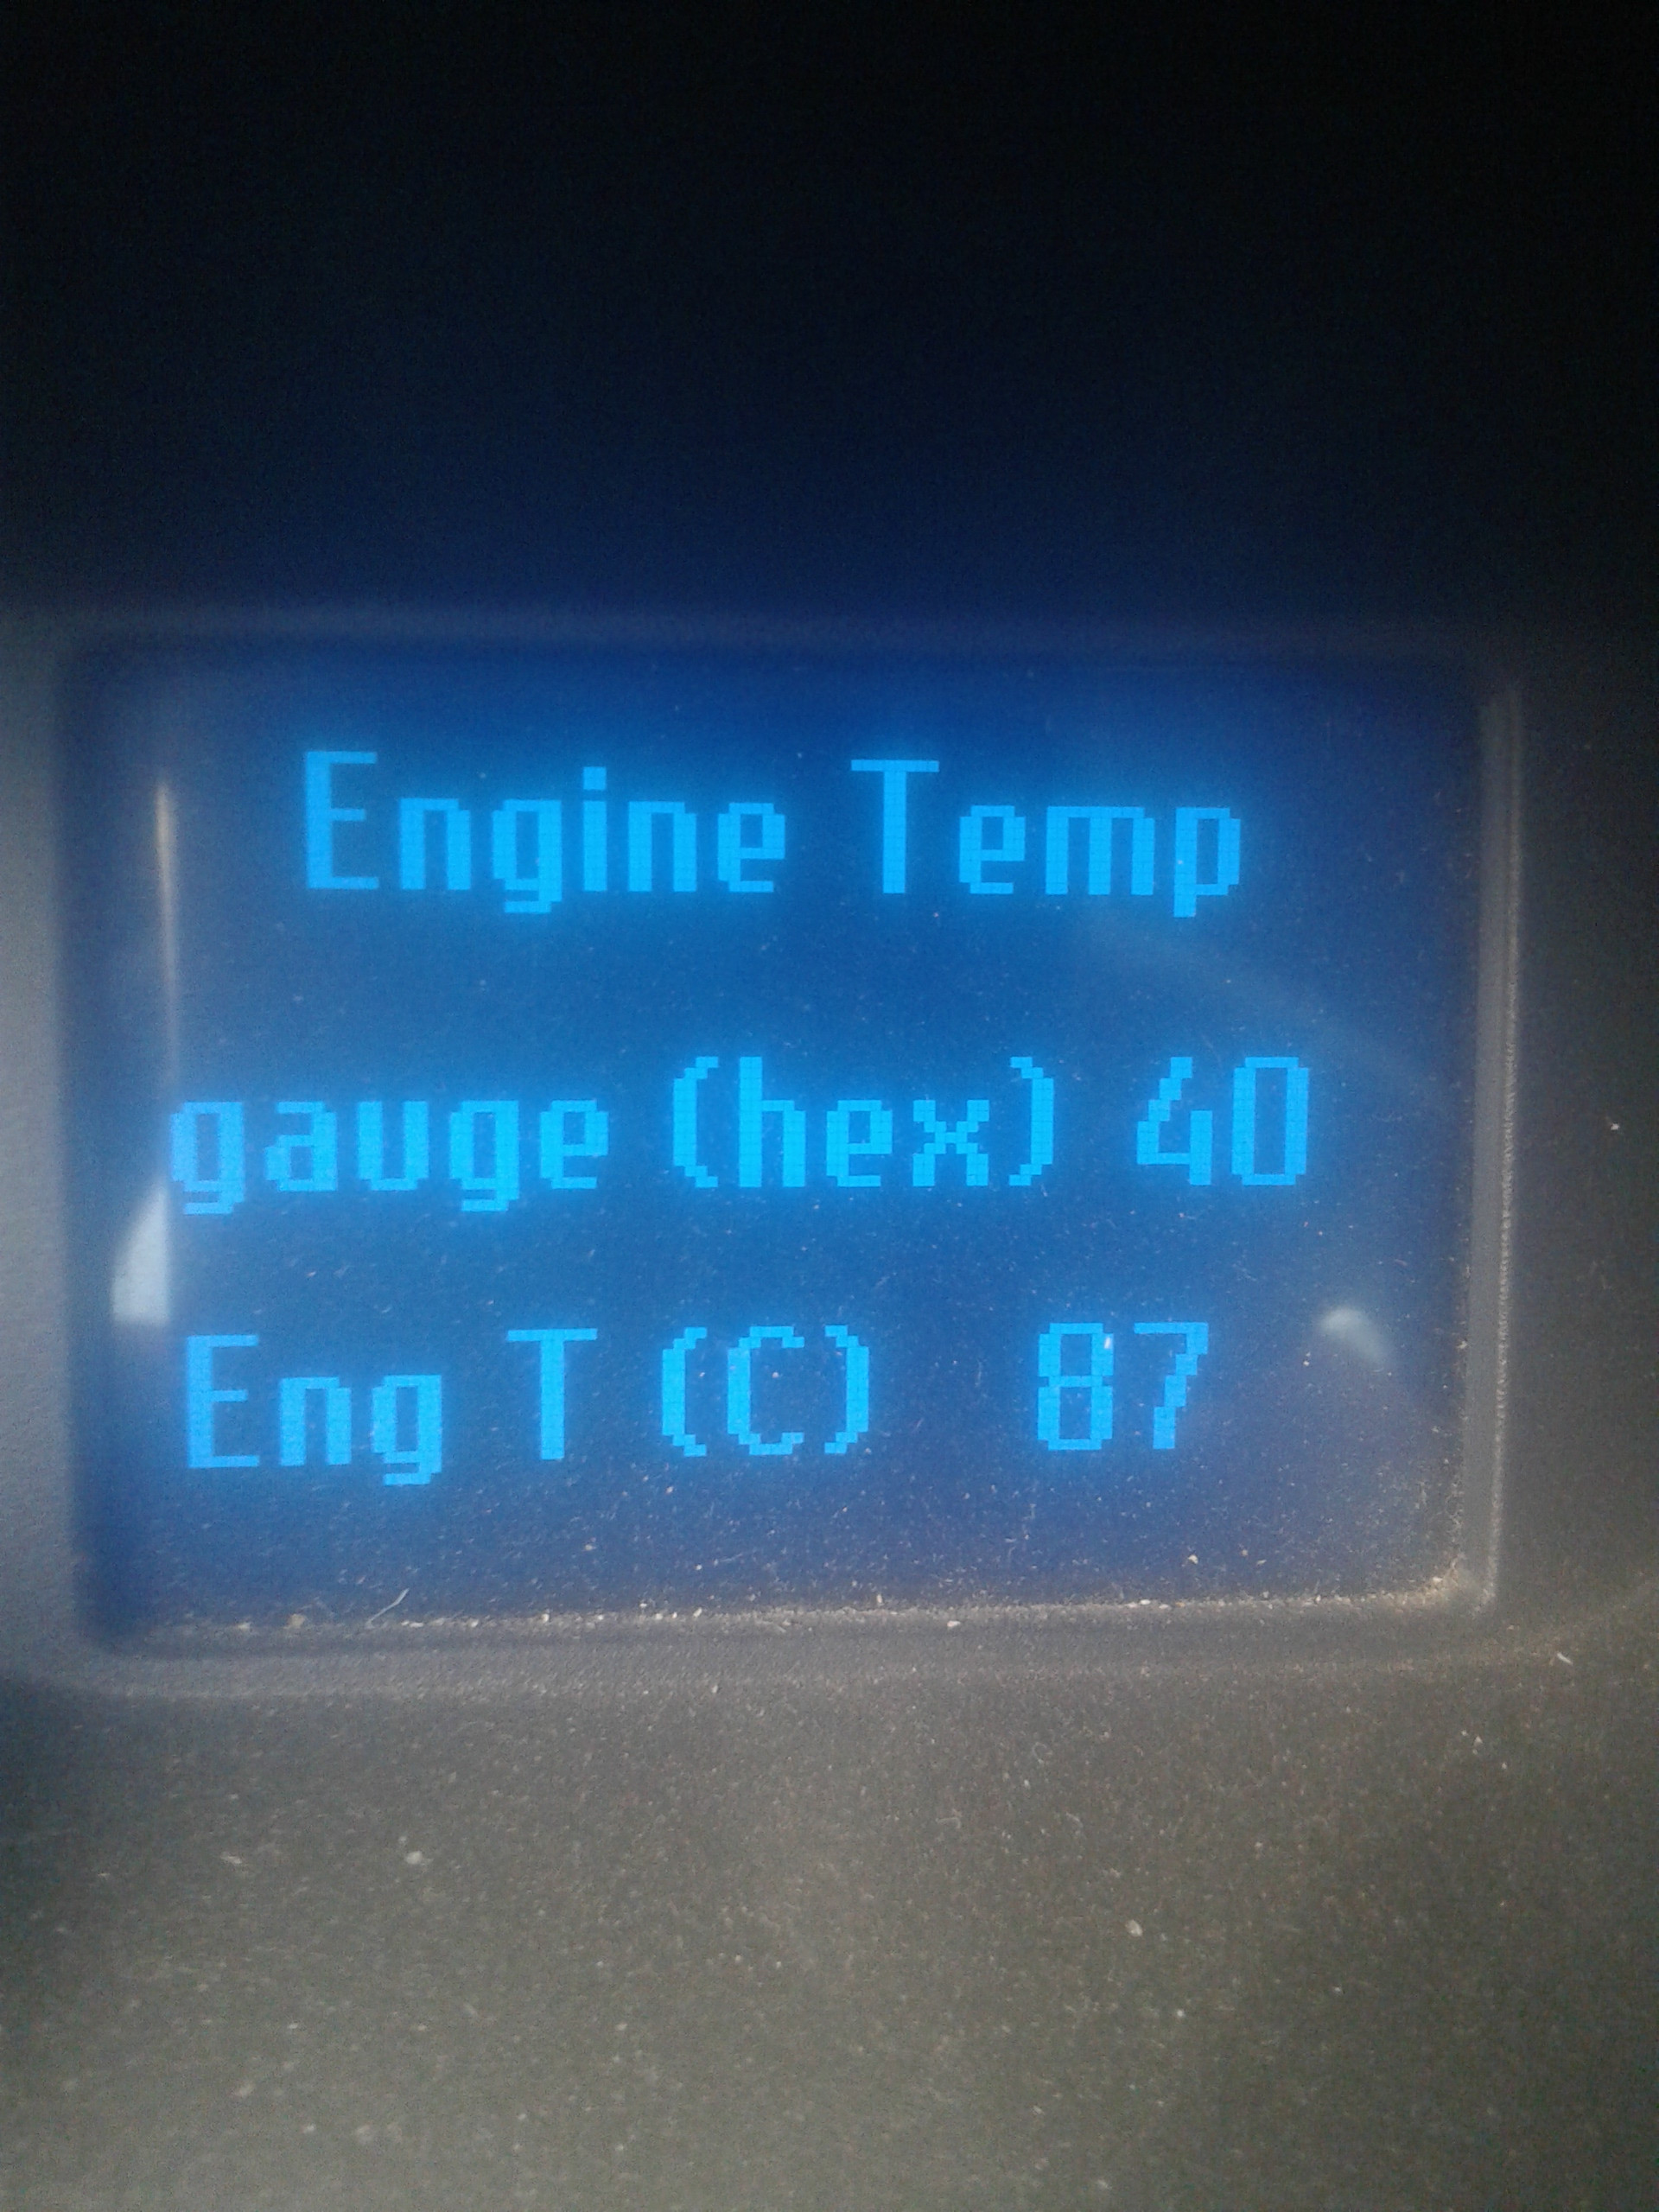 Engine Temp
gauge (hex) 40
Eng T (C) 87